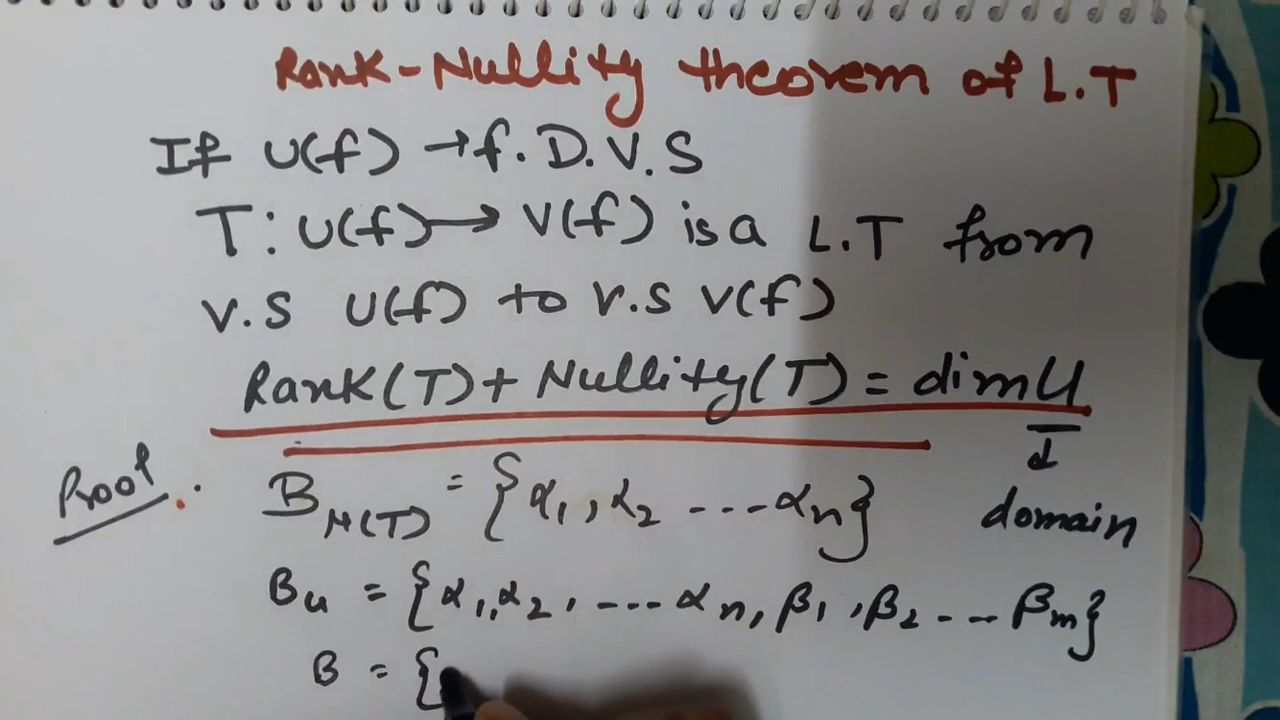 Rank-Nullity theorem of L.T
If U(f) → f.D.V.S
T: U(f) → V(f) is a L.T from
V.S U(f) to V.S V(f)
Rank(T) + Nullity(T) = dim U
↓
domain
Proof. B_N(T) = {α₁, α₂ ---- αₙ}
B_u = {α₁, α₂, ---- αₙ, β₁, β₂ --- βₘ}
B = {